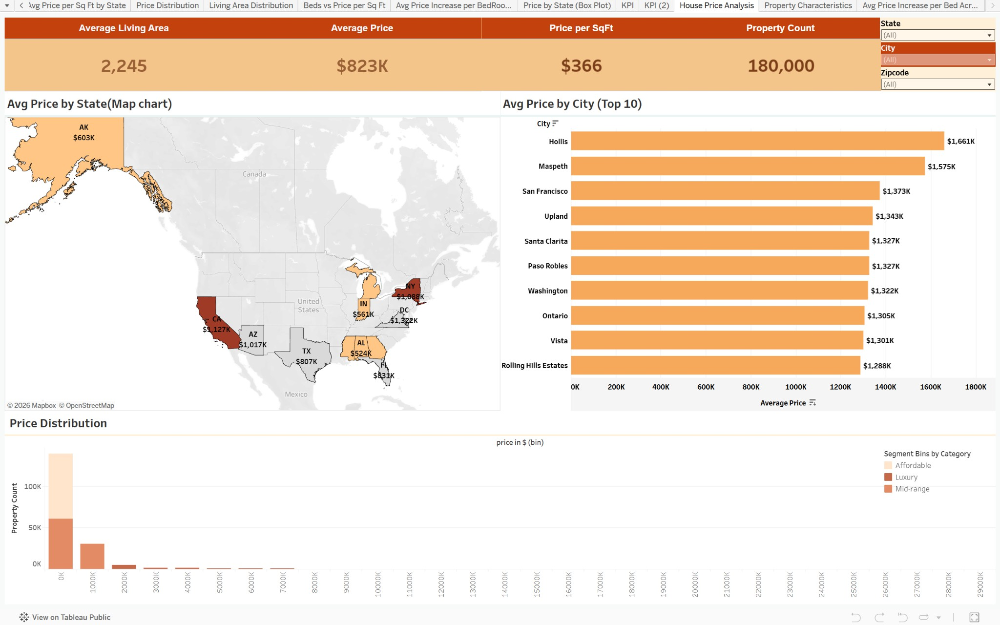 Avg Price per Sq Ft by State
Price Distribution
Living Area Distribution
Beds vs Price per Sq Ft
Avg Price Increase per BedRoo...
Price by State (Box Plot)
KPI
KPI (2)
House Price Analysis
Property Characteristics
Avg Price Increase per Bed Acr...
Average Living Area
Average Price
Price per SqFt
Property Count
2,245
$823K
$366
180,000
State
(All)
City
(All)
Zipcode
(All)
Avg Price by State(Map chart)
AK
$603K
Canada
United
States
Mexico
NY
$1,088K
IN
$561K
DC
$1,322K
CA
$1,127K
AZ
$1,017K
TX
$807K
AL
$524K
FL
$831K
© 2026 Mapbox © OpenStreetMap
Avg Price by City (Top 10)
City
Hollis
$1,661K
Maspeth
$1,575K
San Francisco
$1,373K
Upland
$1,343K
Santa Clarita
$1,327K
Paso Robles
$1,327K
Washington
$1,322K
Ontario
$1,305K
Vista
$1,301K
Rolling Hills Estates
$1,288K
0K 200K 400K 600K 800K 1000K 1200K 1400K 1600K 1800K
Average Price
Price Distribution
price in $ (bin)
Property Count
100K
50K
0K
0K 1000K 2000K 3000K 4000K 5000K 6000K 7000K 8000K 9000K 10000K 11000K 12000K 13000K 14000K 15000K 16000K 17000K 18000K 19000K 20000K 21000K 22000K 23000K 24000K 25000K 26000K 27000K 28000K 29000K
Segment Bins by Category
Affordable
Luxury
Mid-range
View on Tableau Public